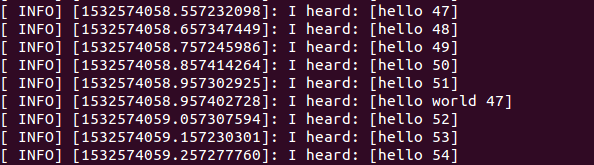 [ INFO] [1532574058.557232098]: I heard: [hello 47]
[ INFO] [1532574058.657347449]: I heard: [hello 48]
[ INFO] [1532574058.757245986]: I heard: [hello 49]
[ INFO] [1532574058.857414264]: I heard: [hello 50]
[ INFO] [1532574058.957302925]: I heard: [hello 51]
[ INFO] [1532574058.957402728]: I heard: [hello world 47]
[ INFO] [1532574059.057307594]: I heard: [hello 52]
[ INFO] [1532574059.157230301]: I heard: [hello 53]
[ INFO] [1532574059.257277760]: I heard: [hello 54]